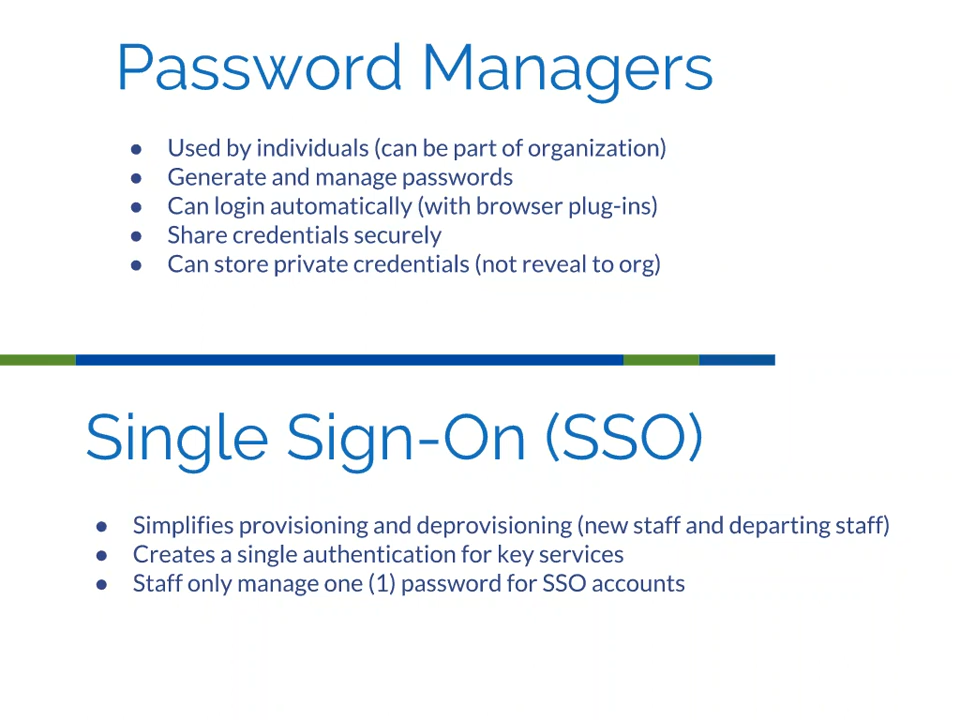 Password Managers
● Used by individuals (can be part of organization)
● Generate and manage passwords
● Can login automatically (with browser plug-ins)
● Share credentials securely
● Can store private credentials (not reveal to org)
Single Sign-On (SSO)
● Simplifies provisioning and deprovisioning (new staff and departing staff)
● Creates a single authentication for key services
● Staff only manage one (1) password for SSO accounts